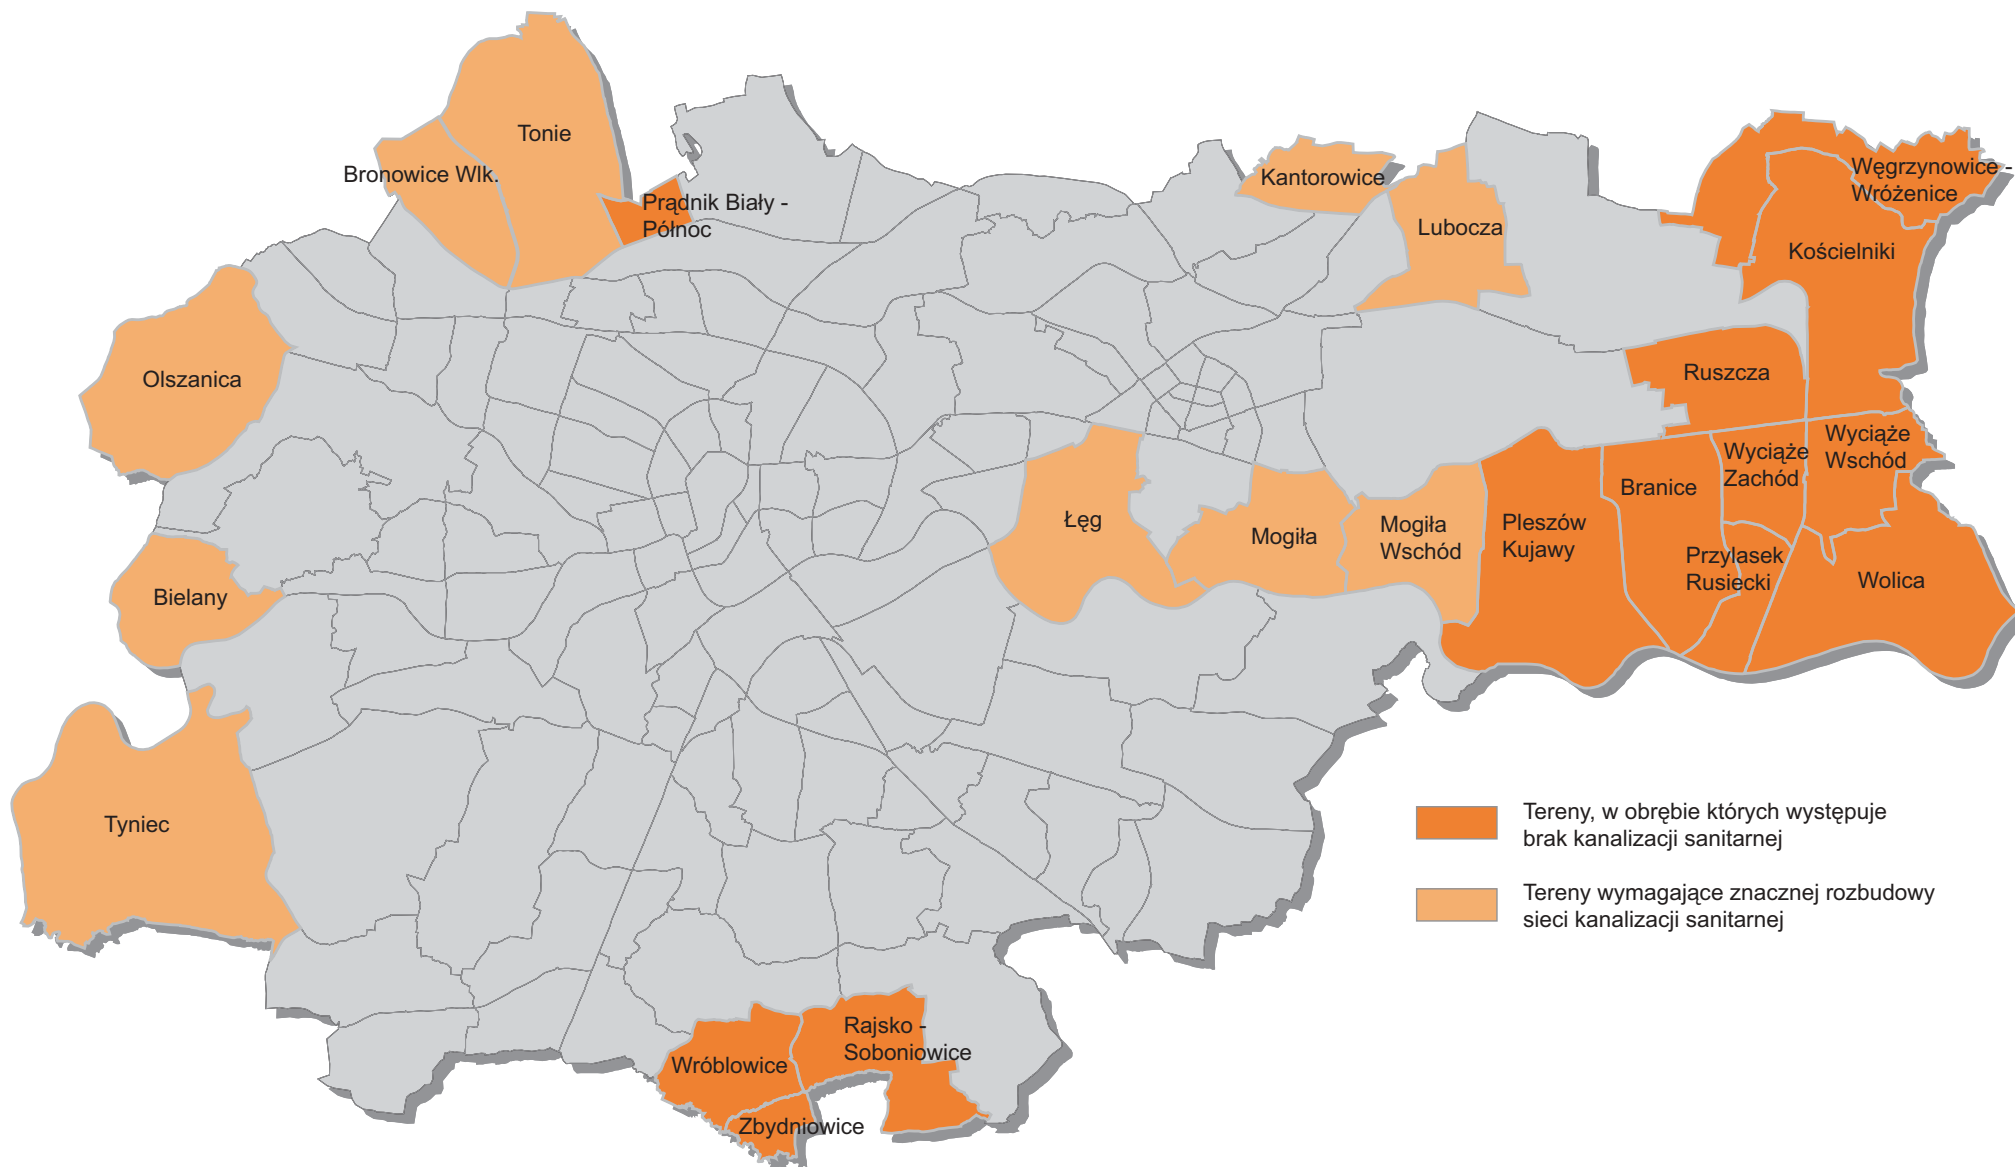 Tonie
Bronowice Wlk.
Prądnik Biały -
Północ
Kantorowice
Lubocza
Węgrzynowice -
Wróżenice
Kościelniki
Olszanica
Ruszcza
Wyciąże
Wschód
Wyciąże
Zachód
Branice
Łęg
Mogiła
Mogiła
Wschód
Pleszów
Kujawy
Przylasek
Rusiecki
Wolica
Bielany
Tyniec
Tereny, w obrębie których występuje
brak kanalizacji sanitarnej
Tereny wymagające znacznej rozbudowy
sieci kanalizacji sanitarnej
Rajsko -
Soboniowice
Wróblowice
Zbydniowice